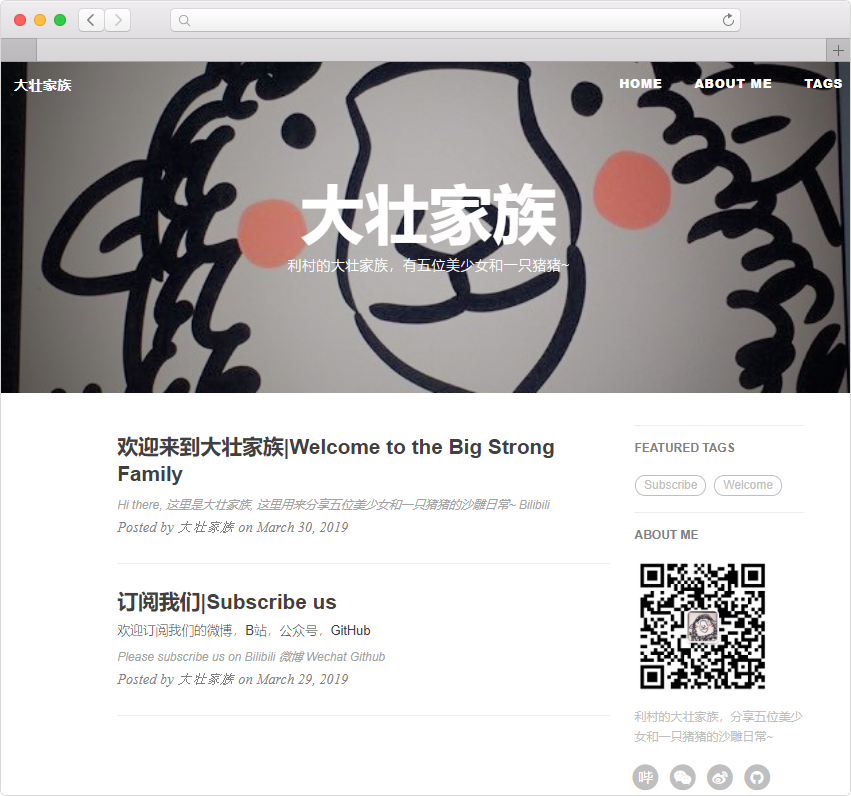 大壮家族
HOME ABOUT ME TAGS
大壮家族
利村的大壮家族，有五位美少女和一只猪猪~
欢迎来到大壮家族|Welcome to the Big Strong
Family
Hi there, 这里是大壮家族, 这里用来分享五位美少女和一只猪猪的沙雕日常~ Bilibili
Posted by 大壮家族 on March 30, 2019
订阅我们|Subscribe us
欢迎订阅我们的微博，B站，公众号，GitHub
Please subscribe us on Bilibili 微博 Wechat Github
Posted by 大壮家族 on March 29, 2019
FEATURED TAGS
Subscribe Welcome
ABOUT ME
利村的大壮家族，分享五位美少
女和一只猪猪的沙雕日常~
哔